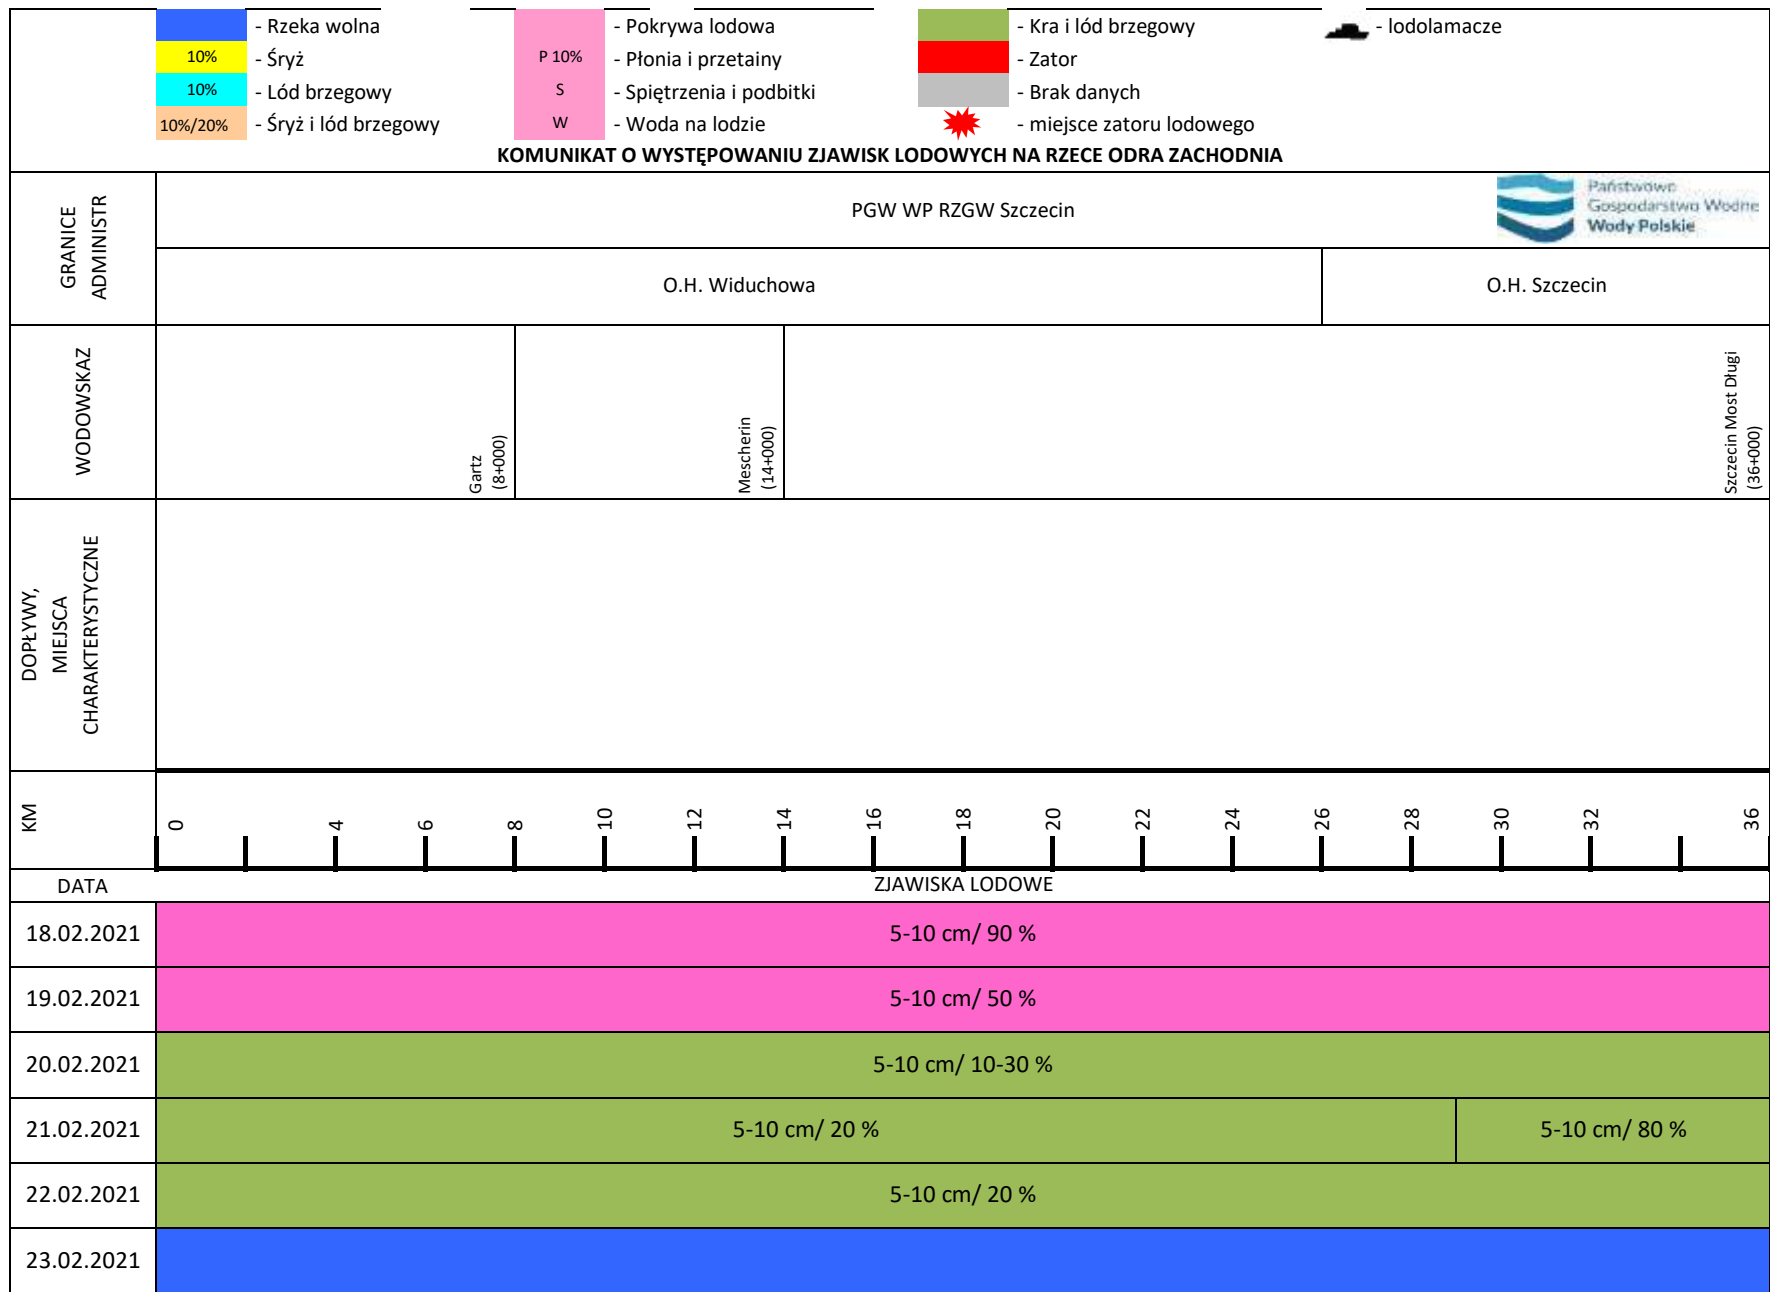 - Rzeka wolna
- Pokrywa lodowa
- Kra i lód brzegowy
- lodolamacze
10%
- Śryż
P 10%
- Płonia i przetainy
- Zator
10%
- Lód brzegowy
S
- Spiętrzenia i podbitki
- Brak danych
10%/20%
- Śryż i lód brzegowy
W
- Woda na lodzie
- miejsce zatoru lodowego
KOMUNIKAT O WYSTĘPOWANIU ZJAWISK LODOWYCH NA RZECE ODRA ZACHODNIA
GRANICE
ADMINISTR
PGW WP RZGW Szczecin
Państwowe
Gospodarstwo Wodne
Wody Polskie
O.H. Widuchowa
O.H. Szczecin
WODOWSKAZ
Gartz
(8+000)
Mescherin
(14+000)
Szczecin Most Długi
(36+000)
DOPŁYWY,
MIEJSCA
CHARAKTERYSTYCZNE
KM
0
4
6
8
10
12
14
16
18
20
22
24
26
28
30
32
36
DATA
ZJAWISKA LODOWE
18.02.2021
5-10 cm/ 90 %
19.02.2021
5-10 cm/ 50 %
20.02.2021
5-10 cm/ 10-30 %
21.02.2021
5-10 cm/ 20 %
5-10 cm/ 80 %
22.02.2021
5-10 cm/ 20 %
23.02.2021